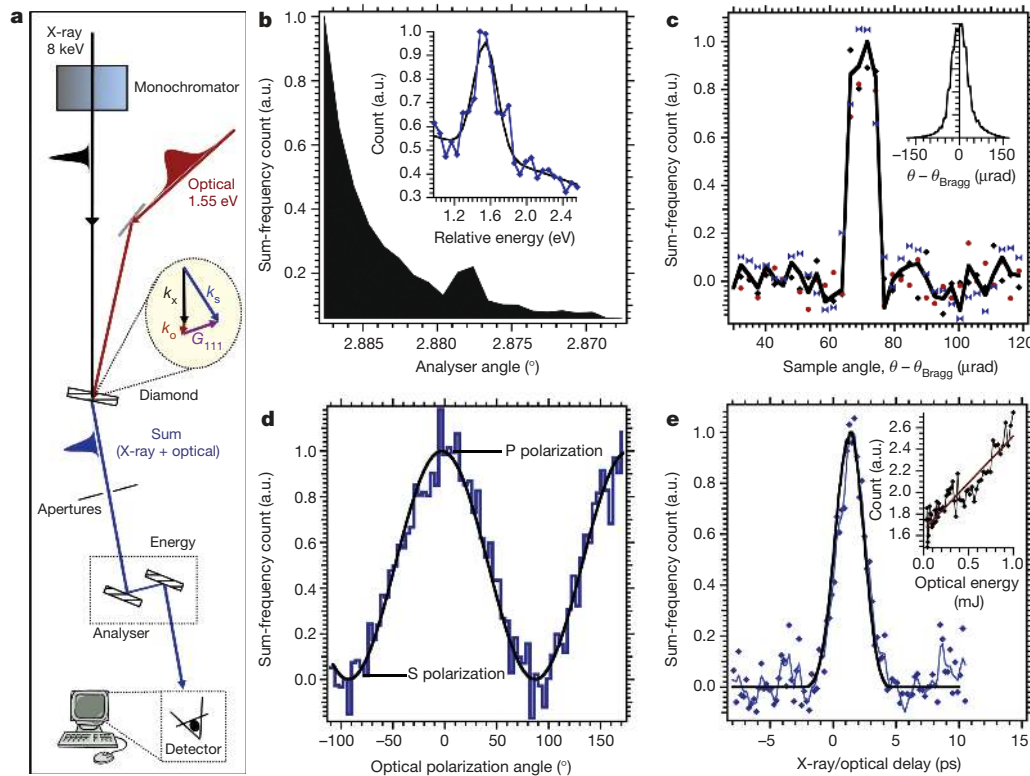 a
X-ray
8 keV
Monochromator
Optical
1.55 eV
kx
ks
ko
G111
Diamond
Sum
(X-ray + optical)
Apertures
Energy
Analyser
Detector
b
Sum-frequency count (a.u.)
1.0
0.8
0.6
0.4
0.2
2.885 2.880 2.875 2.870
Analyser angle (°)
Count (a.u.)
1.0
0.9
0.8
0.7
0.6
0.5
0.4
0.3
1.2 1.6 2.0 2.4
Relative energy (eV)
c
Sum-frequency count (a.u.)
1.0
0.8
0.6
0.4
0.2
0.0
40 60 80 100 120
Sample angle, θ − θBragg (μrad)
−150 0 150
θ − θBragg
(μrad)
d
Sum-frequency count (a.u.)
1.0
0.8
0.6
0.4
0.2
0.0
P polarization
S polarization
−100 −50 0 50 100 150
Optical polarization angle (°)
e
Sum-frequency count (a.u.)
1.0
0.8
0.6
0.4
0.2
0.0
−5 0 5 10
X-ray/optical delay (ps)
Count (a.u.)
2.6
2.4
2.2
2.0
1.8
1.6
0.0 0.4 1.0
Optical energy
(mJ)